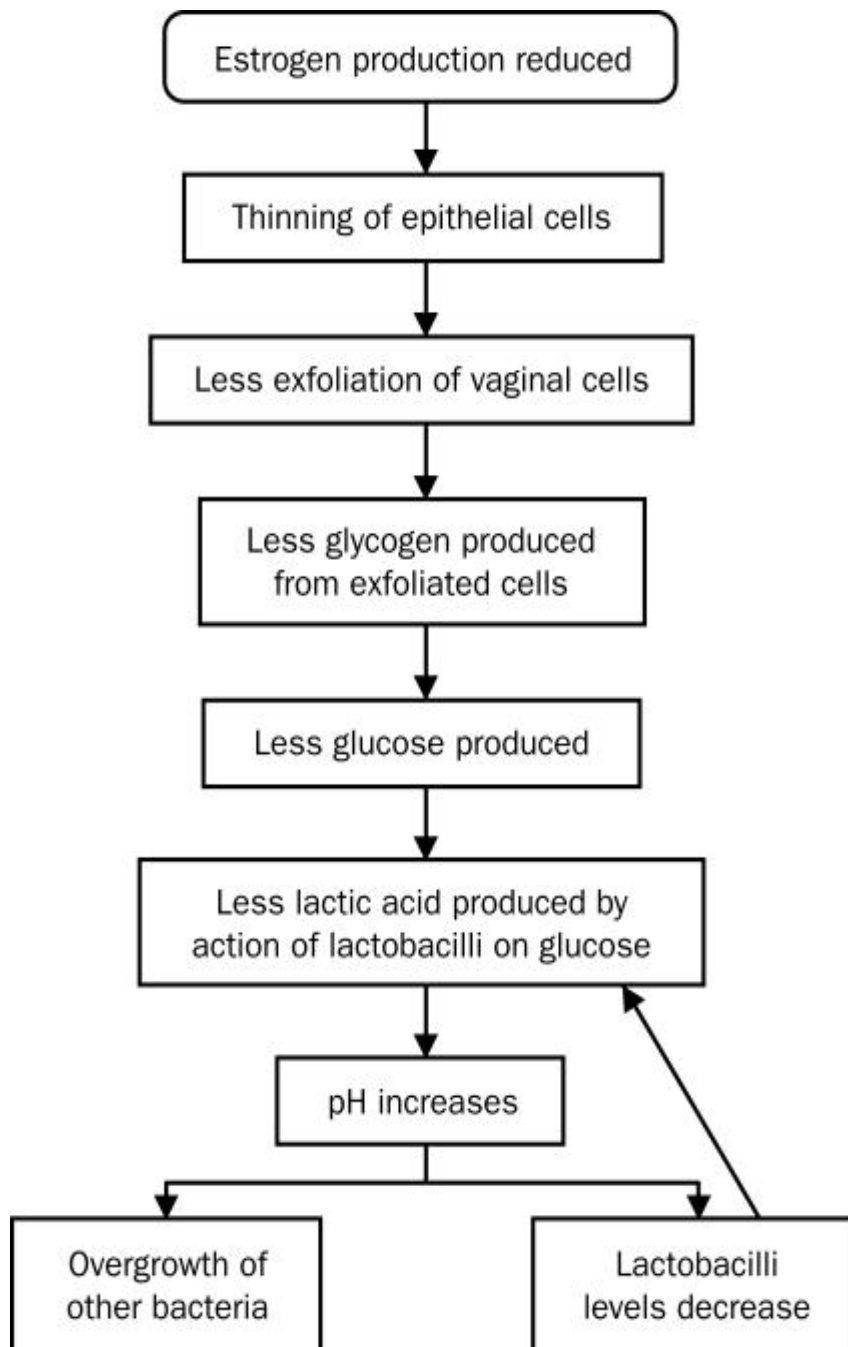 Estrogen production reduced
Thinning of epithelial cells
Less exfoliation of vaginal cells
Less glycogen produced
from exfoliated cells
Less glucose produced
Less lactic acid produced by
action of lactobacilli on glucose
pH increases
Overgrowth of
other bacteria
Lactobacilli
levels decrease